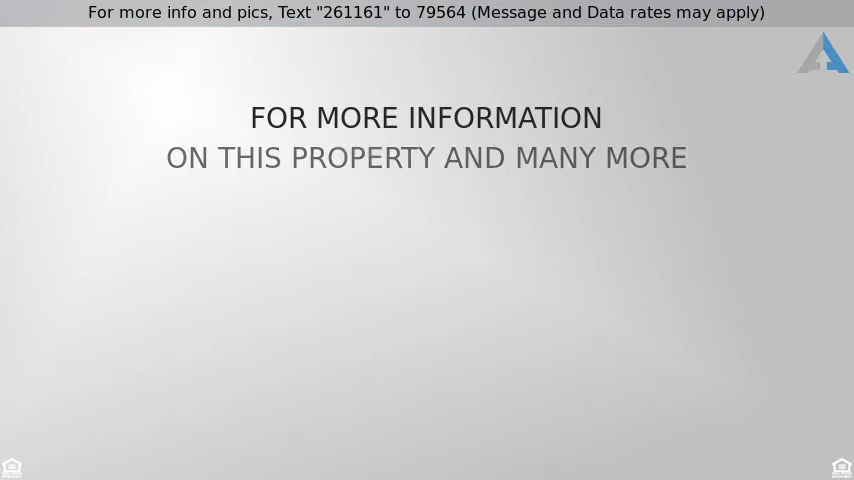 For more info and pics, Text "261161" to 79564 (Message and Data rates may apply)
FOR MORE INFORMATION
ON THIS PROPERTY AND MANY MORE